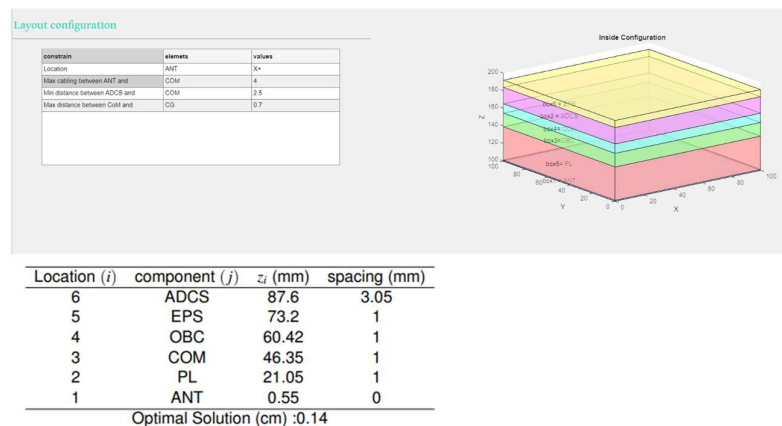 Layout configuration
constrain elemets values
Location ANT X+
Max cabling between ANT and COM 4
Min distance between ADCS and COM 2.5
Max distance between CoM and CG 0.7
Inside Configuration
200
180
160
140
120
100
Z
100
80
60
40
20
0
Y
0
20
40
60
80
100
X
box2 = ADCS
box3=OBC
box5= PL
box1 = ANT
Location (i) component (j) zᵢ (mm) spacing (mm)
6 ADCS 87.6 3.05
5 EPS 73.2 1
4 OBC 60.42 1
3 COM 46.35 1
2 PL 21.05 1
1 ANT 0.55 0
Optimal Solution (cm) :0.14